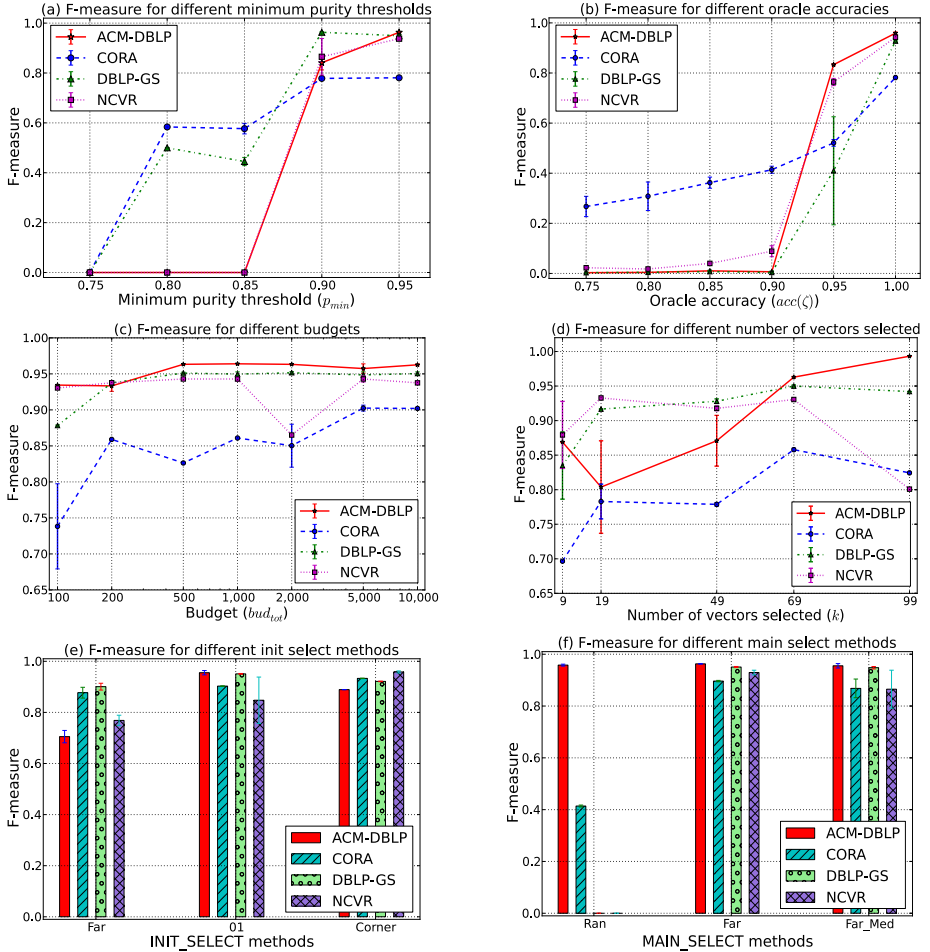 (a) F-measure for different minimum purity thresholds
1.0
0.8
0.6
0.4
0.2
0.0
F-measure
ACM-DBLP
CORA
DBLP-GS
NCVR
0.75
0.80
0.85
0.90
0.95
Minimum purity threshold (p_min)
(b) F-measure for different oracle accuracies
1.0
0.8
0.6
0.4
0.2
0.0
F-measure
ACM-DBLP
CORA
DBLP-GS
NCVR
0.75
0.80
0.85
0.90
0.95
1.00
Oracle accuracy (acc(ζ))
(c) F-measure for different budgets
1.00
0.95
0.90
0.85
0.80
0.75
0.70
0.65
F-measure
ACM-DBLP
CORA
DBLP-GS
NCVR
100
200
500
1,000
2,000
5,000
10,000
Budget (bud_tot)
(d) F-measure for different number of vectors selected
1.00
0.95
0.90
0.85
0.80
0.75
0.70
0.65
F-measure
ACM-DBLP
CORA
DBLP-GS
NCVR
9
19
49
69
99
Number of vectors selected (k)
(e) F-measure for different init select methods
1.0
0.8
0.6
0.4
0.2
0.0
F-measure
ACM-DBLP
CORA
DBLP-GS
NCVR
Far
01
Corner
INIT_SELECT methods
(f) F-measure for different main select methods
1.0
0.8
0.6
0.4
0.2
0.0
F-measure
ACM-DBLP
CORA
DBLP-GS
NCVR
Ran
Far
Far_Med
MAIN_SELECT methods